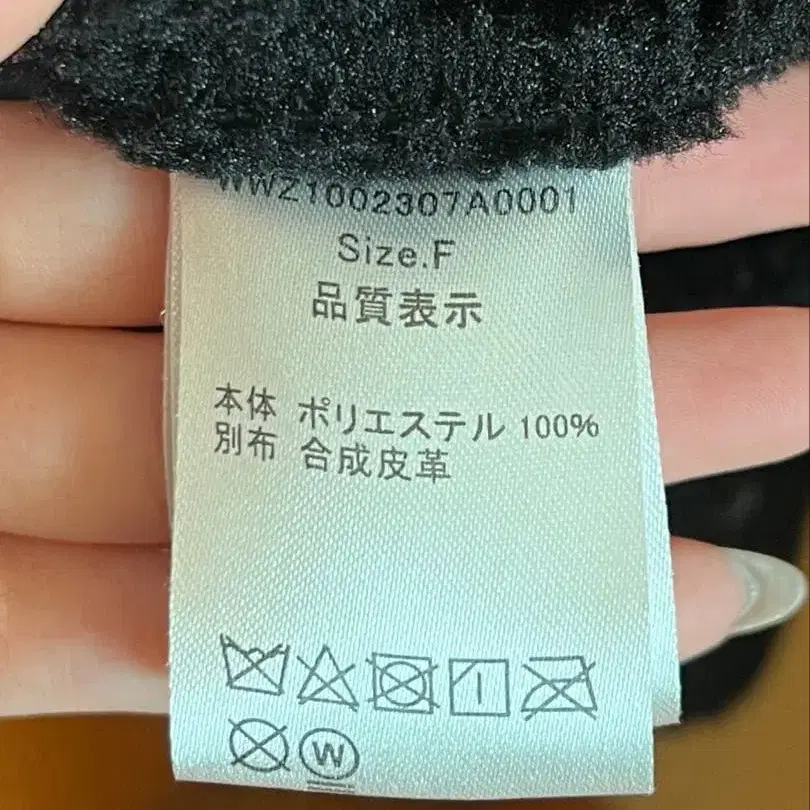 WWZ1002307A0001
Size.F
品質表示
本体 ポリエステル 100%
別布 合成皮革
W